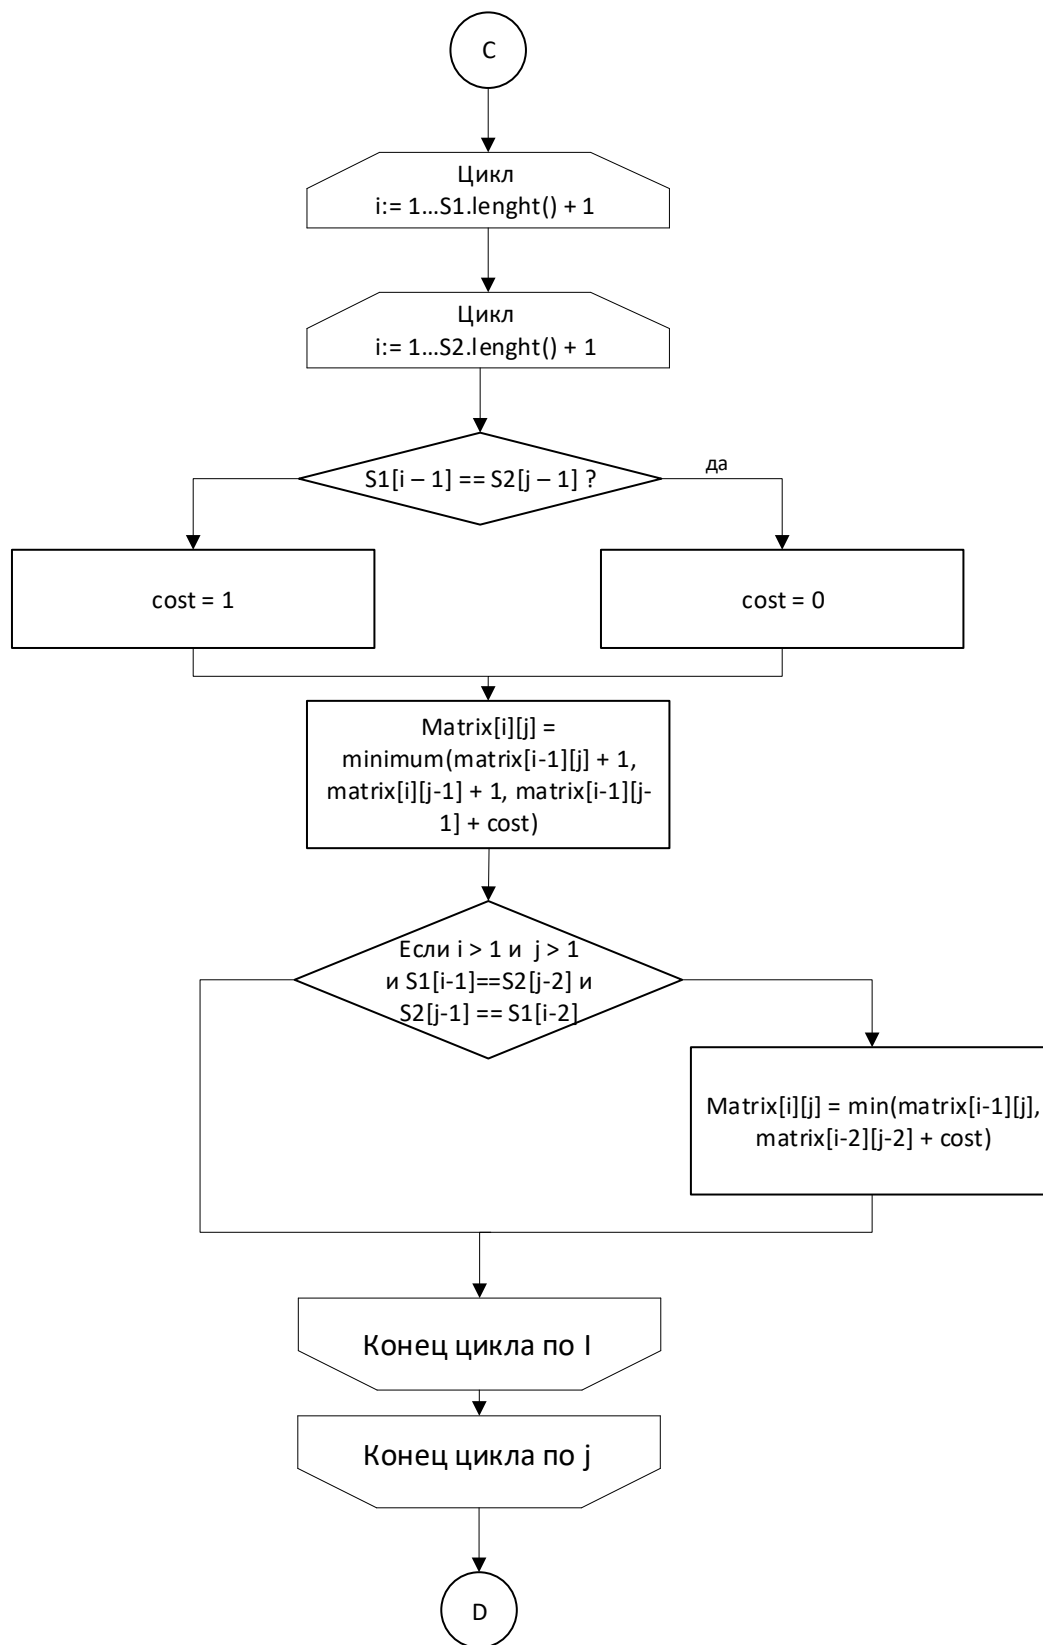 C
Цикл
i:= 1...S1.lenght() + 1
Цикл
i:= 1...S2.lenght() + 1
S1[i – 1] == S2[j – 1] ?
да
cost = 1
cost = 0
Matrix[i][j] =
minimum(matrix[i-1][j] + 1,
matrix[i][j-1] + 1, matrix[i-1][j-
1] + cost)
Если i > 1 и  j > 1
и S1[i-1]==S2[j-2] и
S2[j-1] == S1[i-2]
Matrix[i][j] = min(matrix[i-1][j],
matrix[i-2][j-2] + cost)
Конец цикла по I
Конец цикла по j
D